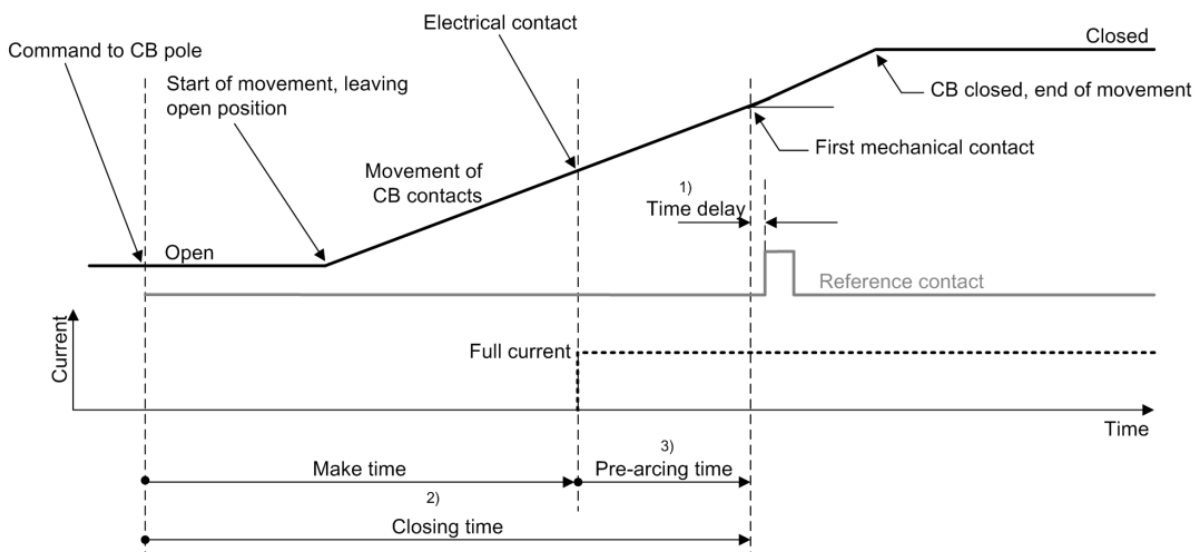 Electrical contact
Closed
Command to CB pole
Start of movement, leaving
open position
CB closed, end of movement
First mechanical contact
Movement of
CB contacts
1)
Time delay
Open
Reference contact
Current
Full current
Time
Make time
3)
Pre-arcing time
2)
Closing time